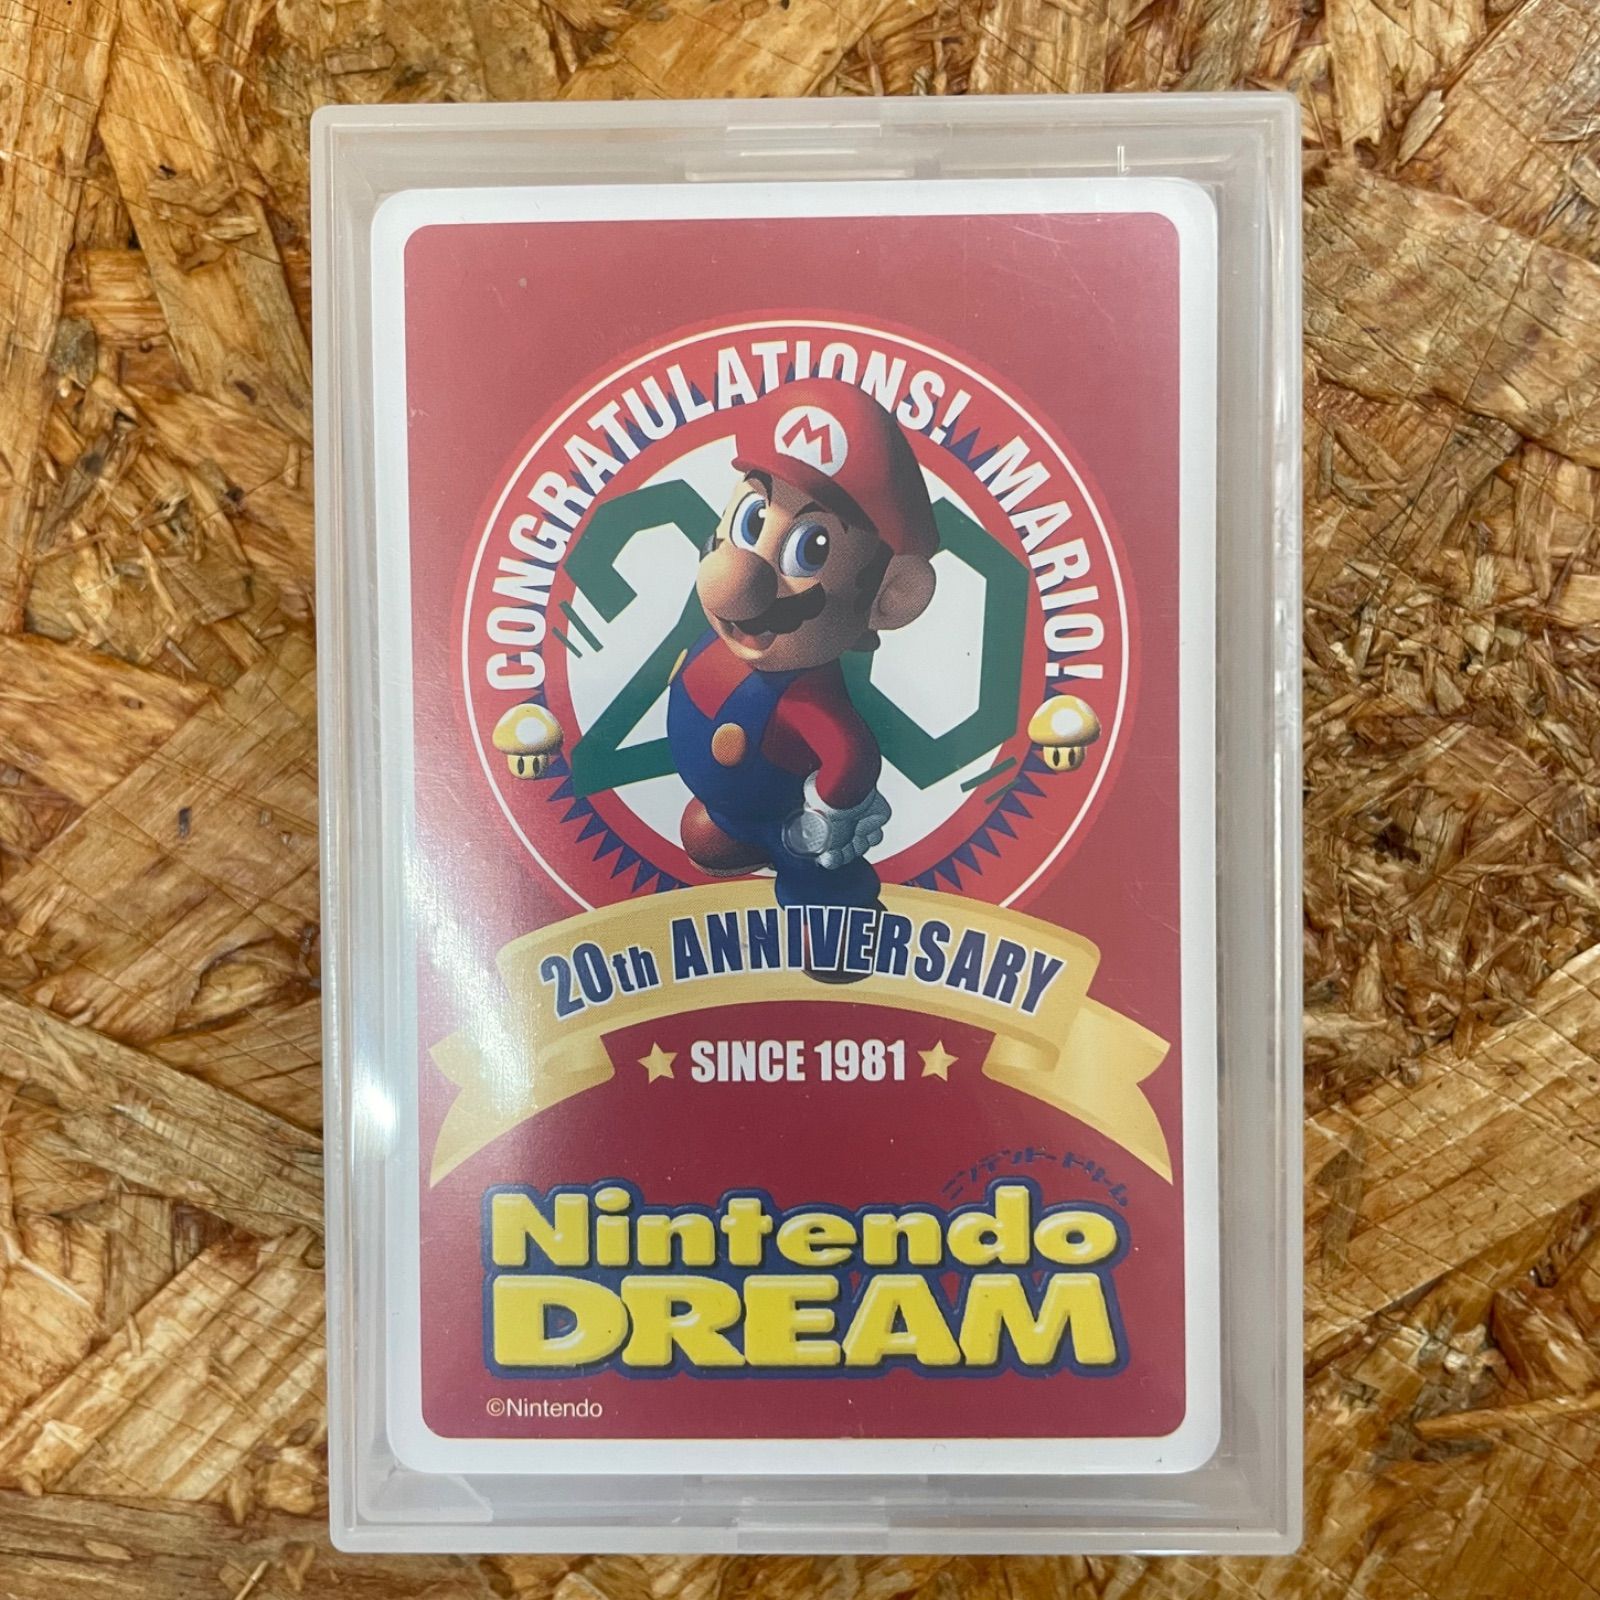 CONGRATULATIONS! MARIO!
20
M
20th ANNIVERSARY
SINCE 1981
ニンテンドードリーム
Nintendo
DREAM
©Nintendo